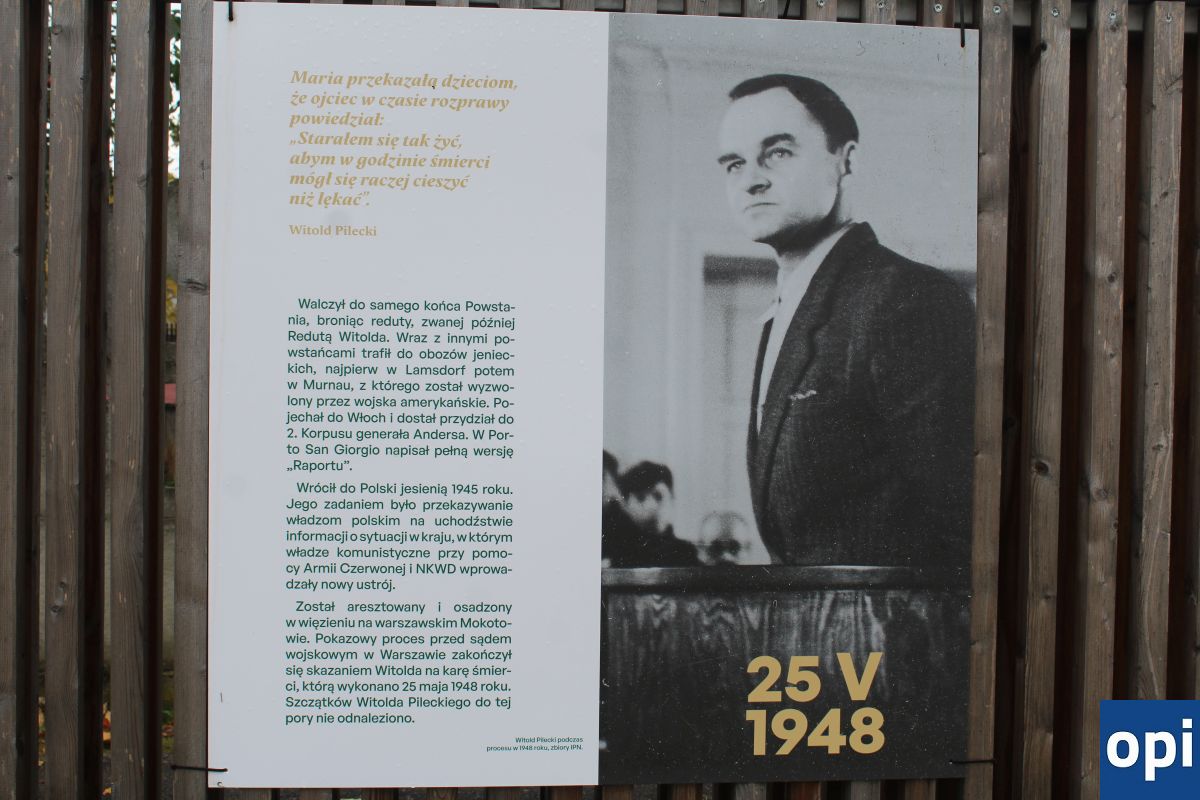 Maria przekazała dzieciom,
że ojciec w czasie rozprawy
powiedział:
„Starałem się tak żyć,
abym w godzinie śmierci
mógł się raczej cieszyć
niż lękać”.
Witold Pilecki
Walczył do samego końca Powsta-
nia, broniąc reduty, zwanej później
Redutą Witolda. Wraz z innymi po-
wstańcami trafił do obozów jeniec-
kich, najpierw w Lamsdorf potem
w Murnau, z którego został wyzwo-
lony przez wojska amerykańskie. Po-
jechał do Włoch i dostał przydział do
2. Korpusu generała Andersa. W Por-
to San Giorgio napisał pełną wersję
„Raportu”.
Wrócił do Polski jesienią 1945 roku.
Jego zadaniem było przekazywanie
władzom polskim na uchodźstwie
informacji o sytuacji w kraju, w którym
władze komunistyczne przy pomo-
cy Armii Czerwonej i NKWD wprowa-
dzały nowy ustrój.
Został aresztowany i osadzony
w więzieniu na warszawskim Mokoto-
wie. Pokazowy proces przed sądem
wojskowym w Warszawie zakończył
się skazaniem Witolda na karę śmier-
ci, którą wykonano 25 maja 1948 roku.
Szczątków Witolda Pileckiego do tej
pory nie odnaleziono.
Witold Pilecki podczas
procesu w 1948 roku, zbiory IPN.
25 V
1948
opi